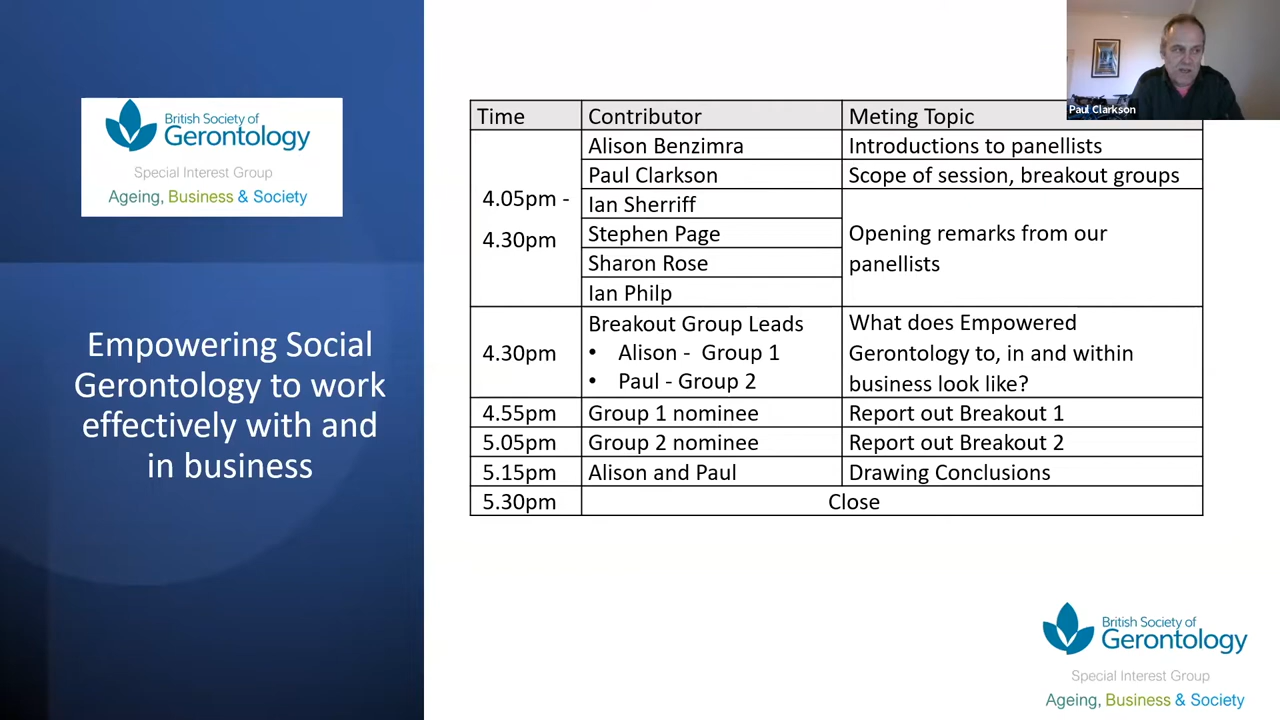 British Society of
Gerontology
Special Interest Group
Ageing, Business & Society
Empowering Social
Gerontology to work
effectively with and
in business
Paul Clarkson
Time Contributor Meting Topic
4.05pm -
4.30pm
Alison Benzimra Introductions to panellists
Paul Clarkson Scope of session, breakout groups
Ian Sherriff
Stephen Page
Sharon Rose
Ian Philp
Opening remarks from our
panellists
4.30pm
Breakout Group Leads
• Alison - Group 1
• Paul - Group 2
What does Empowered
Gerontology to, in and within
business look like?
4.55pm Group 1 nominee Report out Breakout 1
5.05pm Group 2 nominee Report out Breakout 2
5.15pm Alison and Paul Drawing Conclusions
5.30pm Close
British Society of
Gerontology
Special Interest Group
Ageing, Business & Society